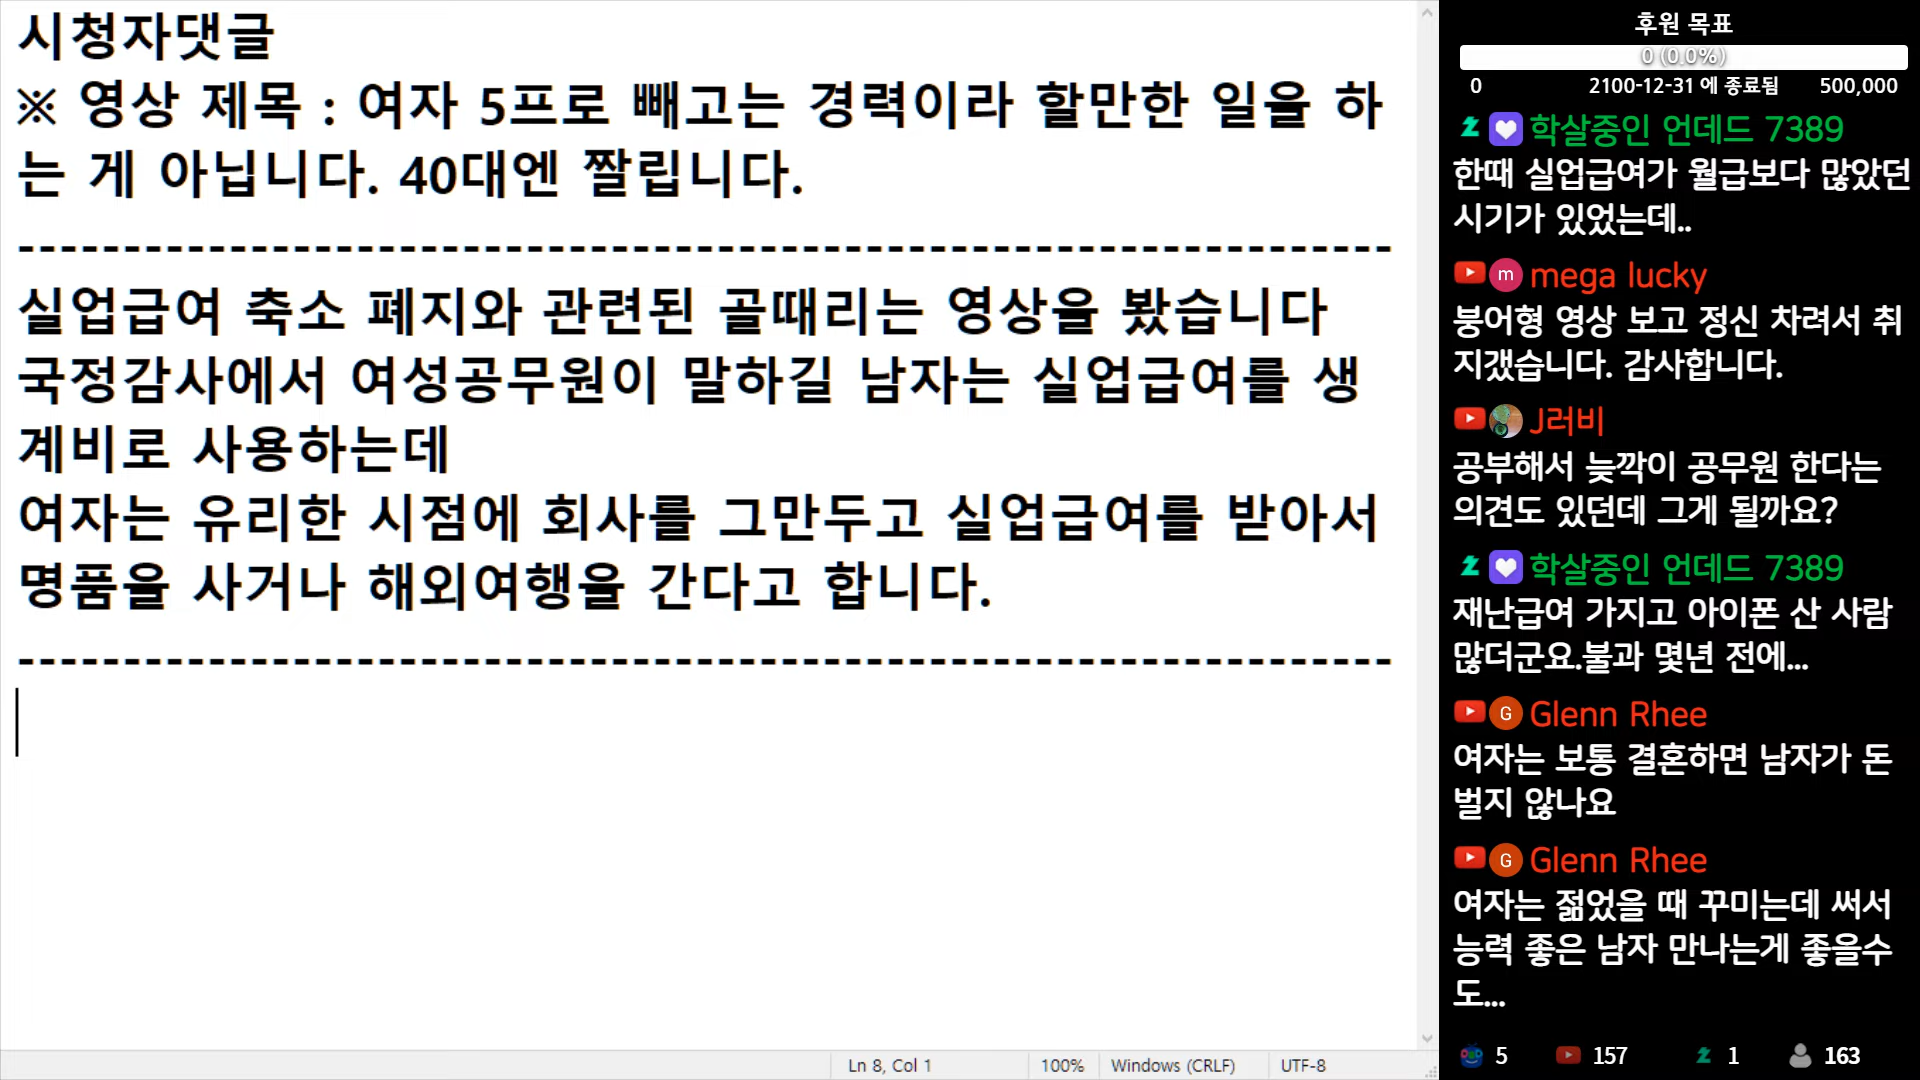 시청자댓글
※ 영상 제목 : 여자 5프로 빼고는 경력이라 할만한 일을 하
는 게 아닙니다. 40대엔 짤립니다.
-----------------------------------------------------------------
실업급여 축소 폐지와 관련된 골때리는 영상을 봤습니다
국정감사에서 여성공무원이 말하길 남자는 실업급여를 생
계비로 사용하는데
여자는 유리한 시점에 회사를 그만두고 실업급여를 받아서
명품을 사거나 해외여행을 간다고 합니다.
-----------------------------------------------------------------
Ln 8, Col 1 100% Windows (CRLF) UTF-8
후원 목표
0 (0.0%)
0 2100-12-31 에 종료됨 500,000
학살중인 언데드 7389
한때 실업급여가 월급보다 많았던
시기가 있었는데..
m mega lucky
붕어형 영상 보고 정신 차려서 취
지갰습니다. 감사합니다.
J러비
공부해서 늦깍이 공무원 한다는
의견도 있던데 그게 될까요?
학살중인 언데드 7389
재난급여 가지고 아이폰 산 사람
많더군요.불과 몇년 전에...
G Glenn Rhee
여자는 보통 결혼하면 남자가 돈
벌지 않나요
G Glenn Rhee
여자는 젊었을 때 꾸미는데 써서
능력 좋은 남자 만나는게 좋을수
도...
5 157 1 163